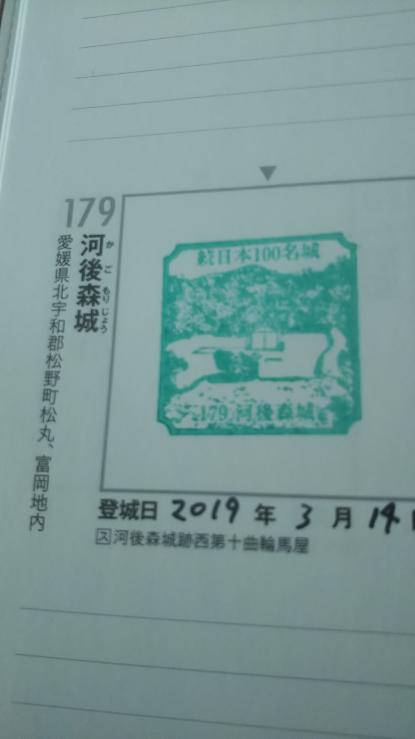 179
河後森城
かごもりじょう
愛媛県北宇和郡松野町松丸、富岡地内
続日本100名城
179 河後森城
登城日 2019 年 3 月 14 日
ス 河後森城跡西第十曲輪馬屋